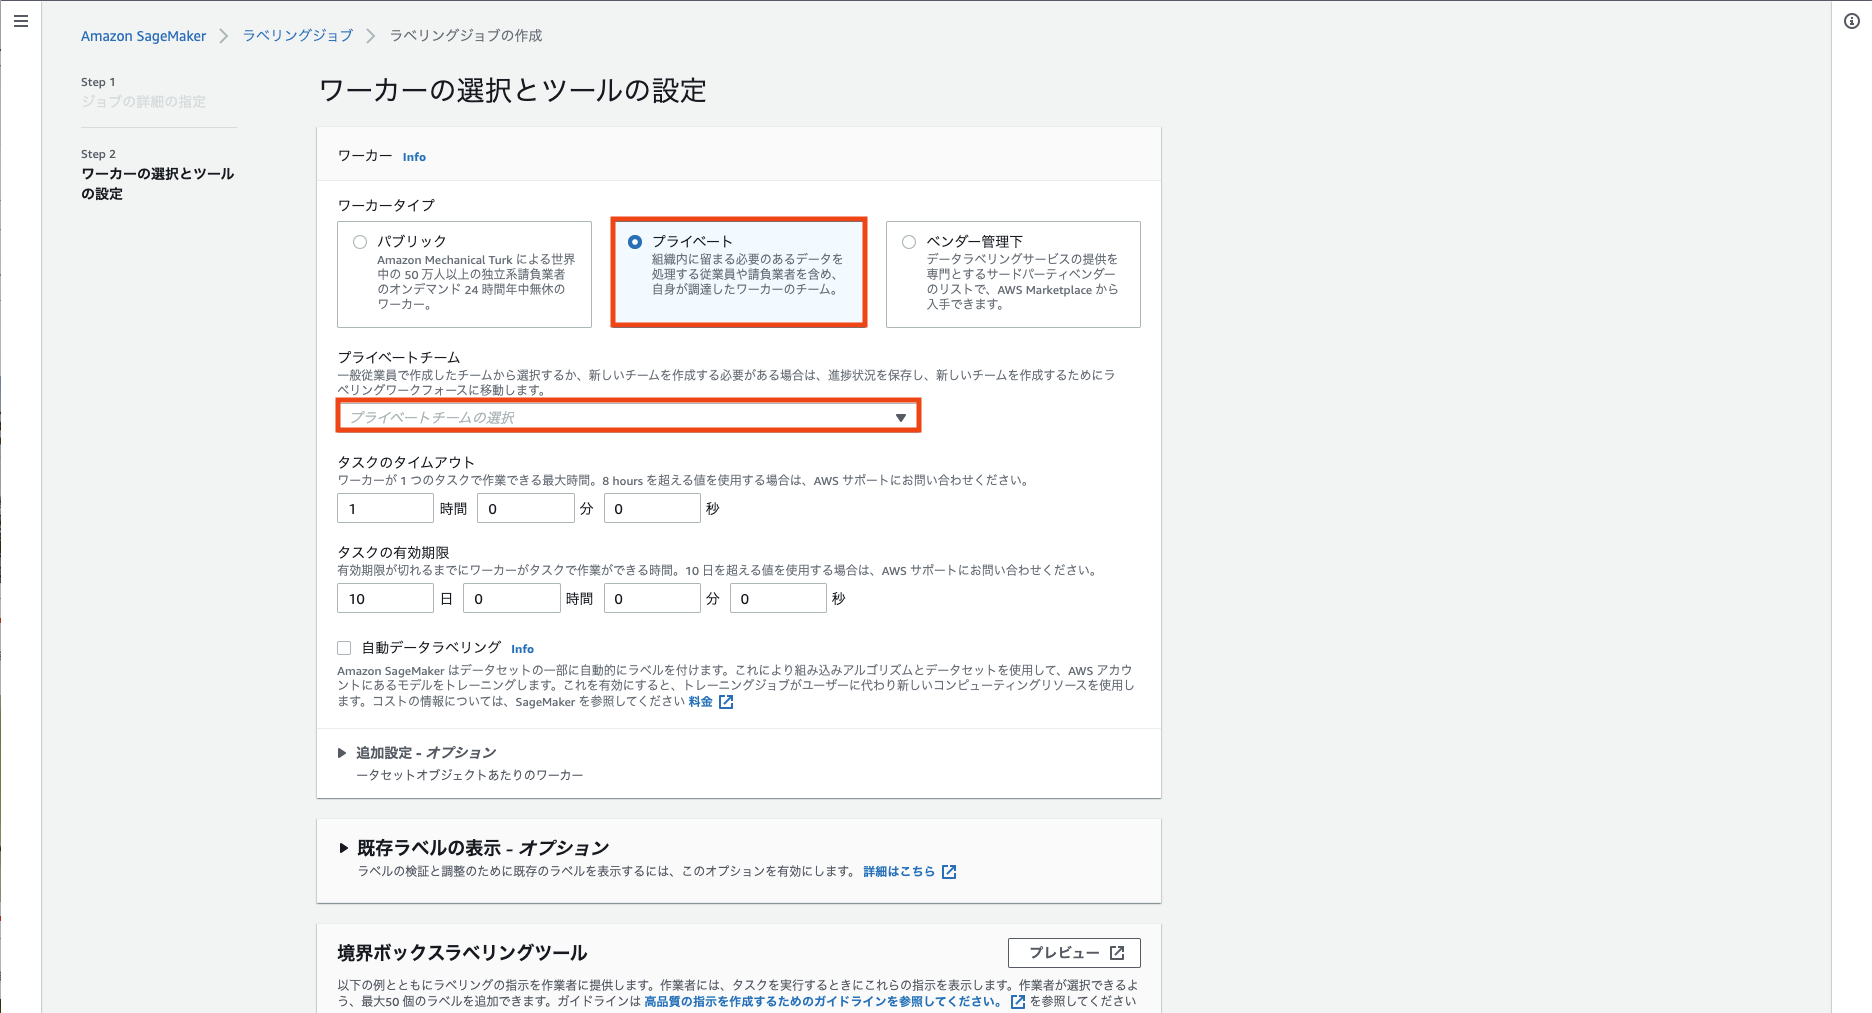 Amazon SageMaker > ラベリングジョブ > ラベリングジョブの作成
Step 1
ジョブの詳細の指定
Step 2
ワーカーの選択とツール
の設定
ワーカーの選択とツールの設定
ワーカー Info
ワーカータイプ
パブリック
Amazon Mechanical Turk による世界
中の 50 万人以上の独立系請負業者
のオンデマンド 24 時間年中無休の
ワーカー。
プライベート
組織内に留まる必要のあるデータを
処理する従業員や請負業者を含め、
自身が調達したワーカーのチーム。
ベンダー管理下
データラベリングサービスの提供を
専門とするサードパーティベンダー
のリストで、AWS Marketplace から
入手できます。
プライベートチーム
一般従業員で作成したチームから選択するか、新しいチームを作成する必要がある場合は、進捗状況を保存し、新しいチームを作成するためにラ
ベリングワークフォースに移動します。
プライベートチームの選択
タスクのタイムアウト
ワーカーが 1 つのタスクで作業できる最大時間。8 hours を超える値を使用する場合は、AWS サポートにお問い合わせください。
1 時間 0 分 0 秒
タスクの有効期限
有効期限が切れるまでにワーカーがタスクで作業ができる時間。10 日を超える値を使用する場合は、AWS サポートにお問い合わせください。
10 日 0 時間 0 分 0 秒
自動データラベリング Info
Amazon SageMaker はデータセットの一部に自動的にラベルを付けます。これにより組み込みアルゴリズムとデータセットを使用して、AWS アカウ
ントにあるモデルをトレーニングします。これを有効にすると、トレーニングジョブがユーザーに代わり新しいコンピューティングリソースを使用し
ます。コストの情報については、SageMaker を参照してください 料金
追加設定 - オプション
ータセットオブジェクトあたりのワーカー
既存ラベルの表示 - オプション
ラベルの検証と調整のために既存のラベルを表示するには、このオプションを有効にします。 詳細はこちら
境界ボックスラベリングツール
プレビュー
以下の例とともにラベリングの指示を作業者に提供します。作業者には、タスクを実行するときにこれらの指示を表示します。作業者が選択できるよ
う、最大50 個のラベルを追加できます。ガイドラインは 高品質の指示を作成するためのガイドラインを参照してください。 を参照してください